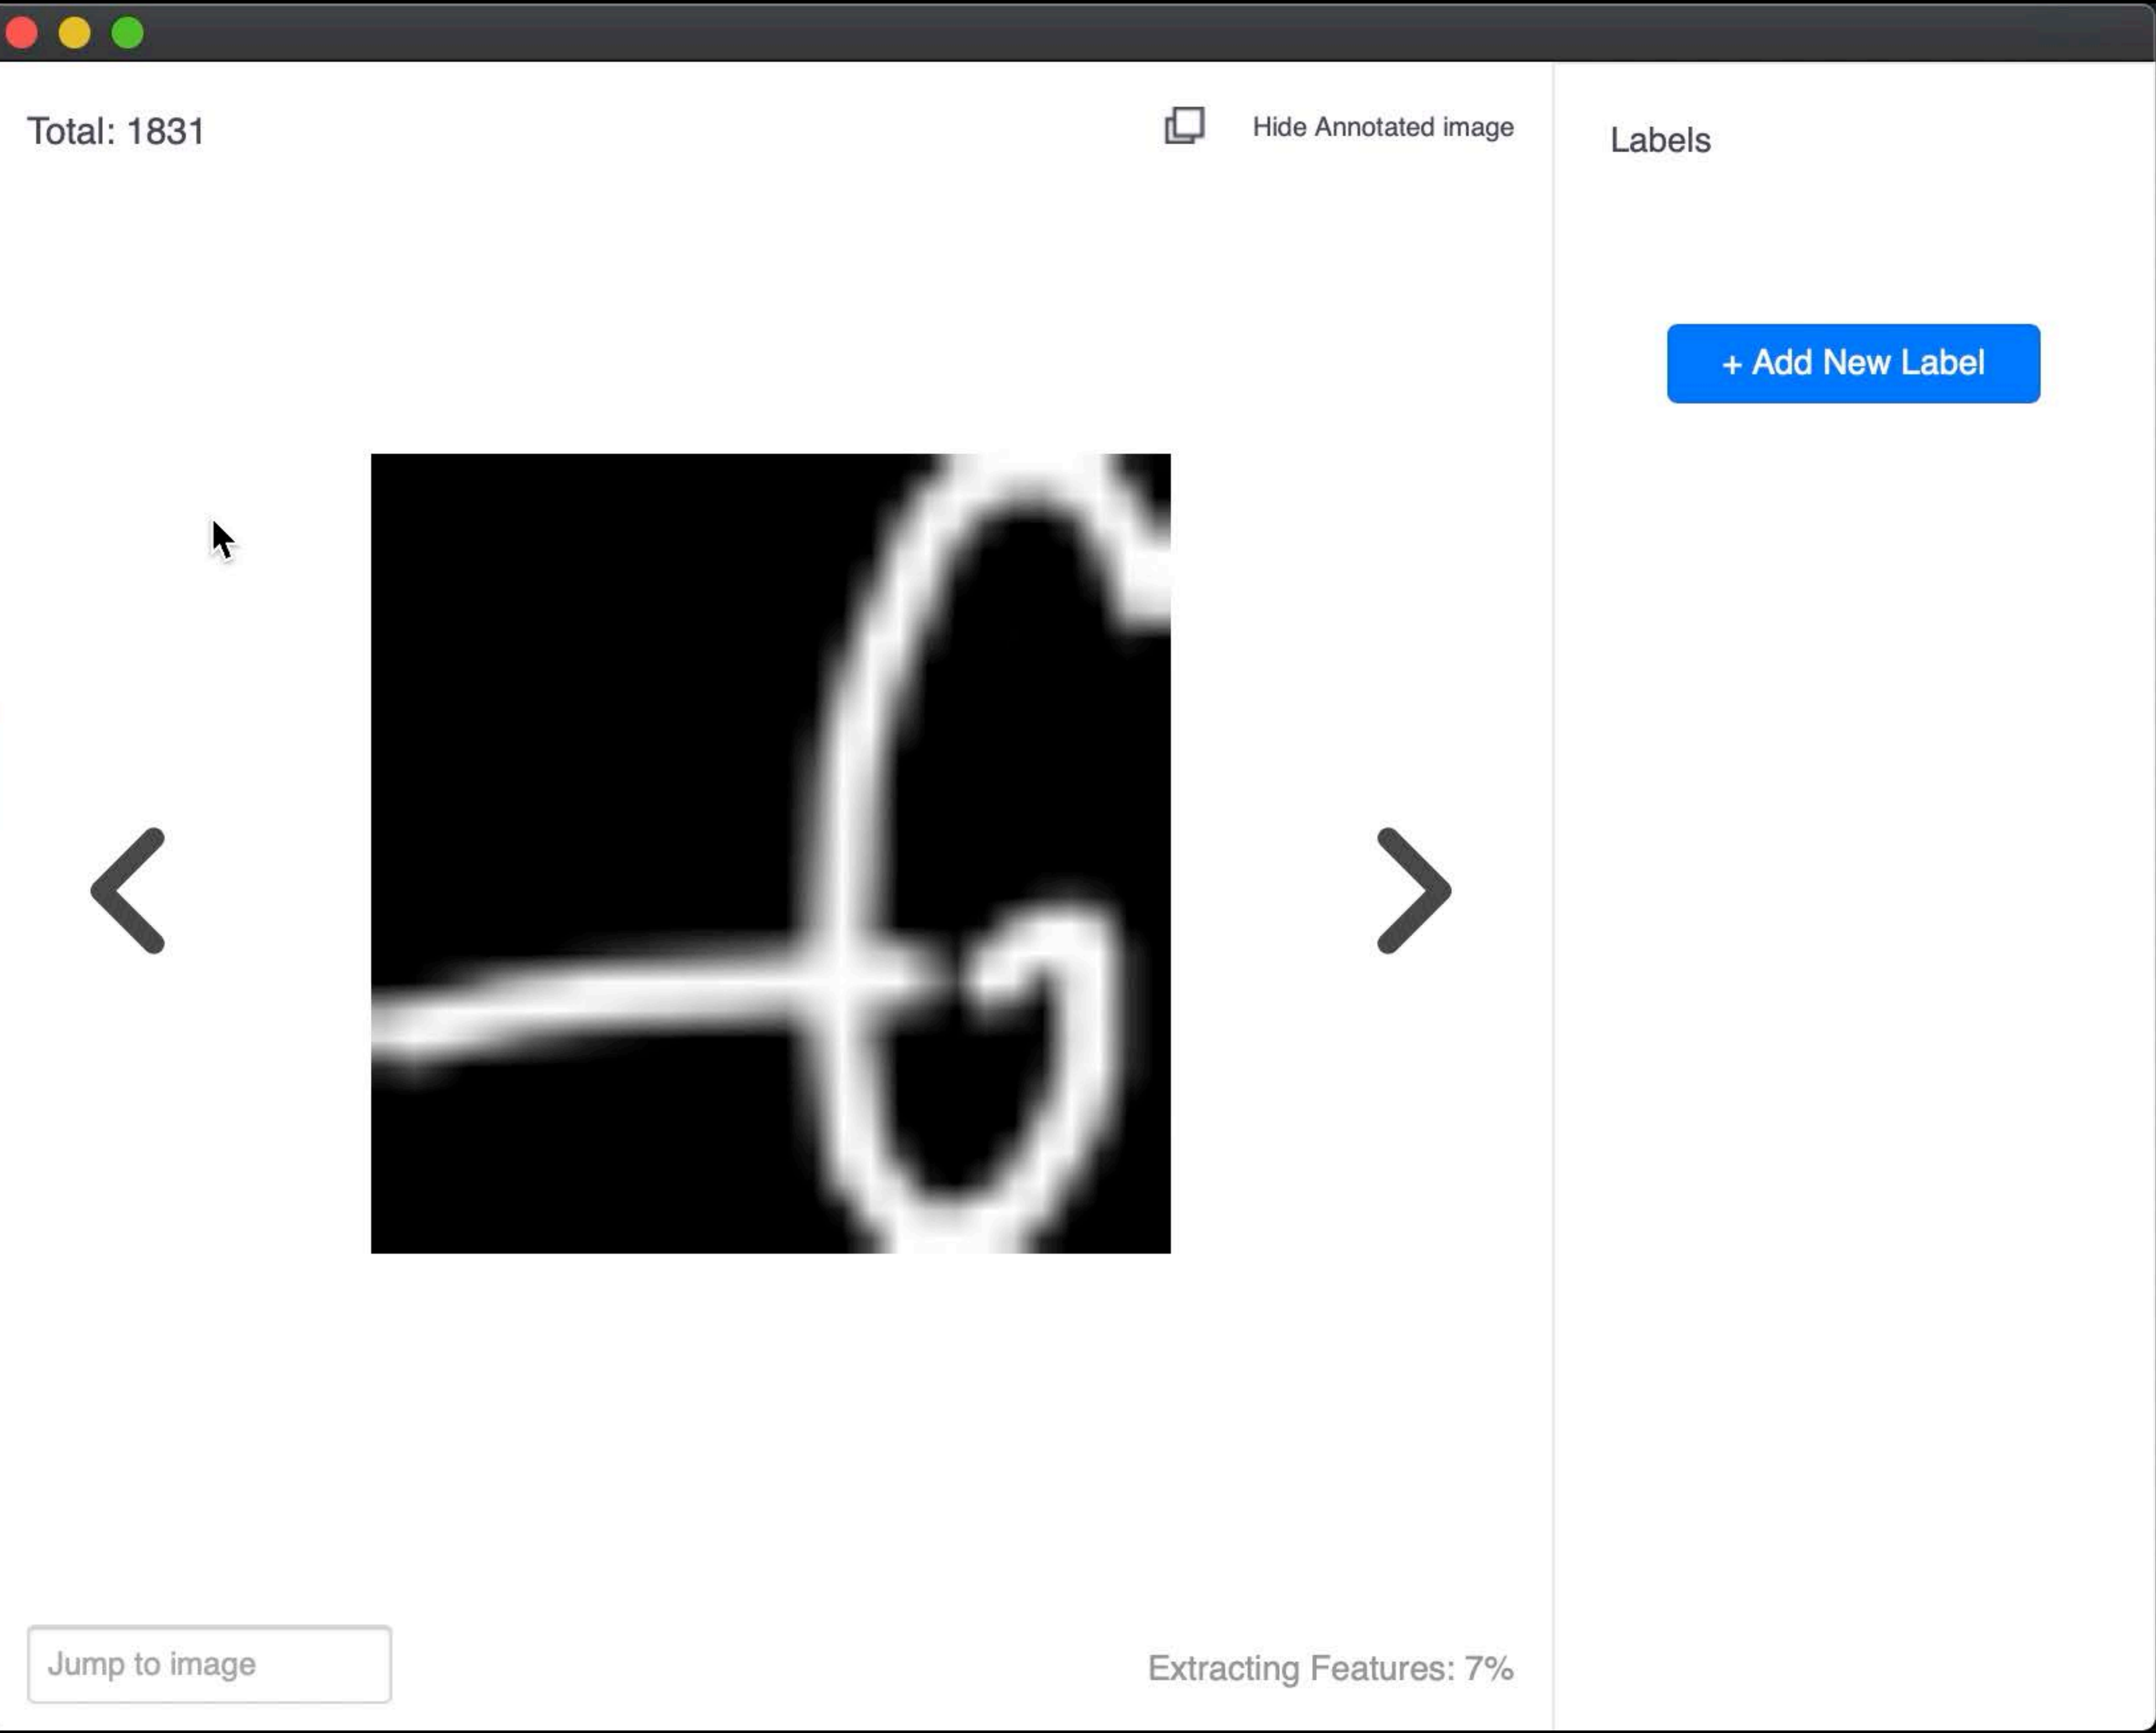 Total: 1831
Hide Annotated image
Labels
+ Add New Label
Jump to image
Extracting Features: 7%